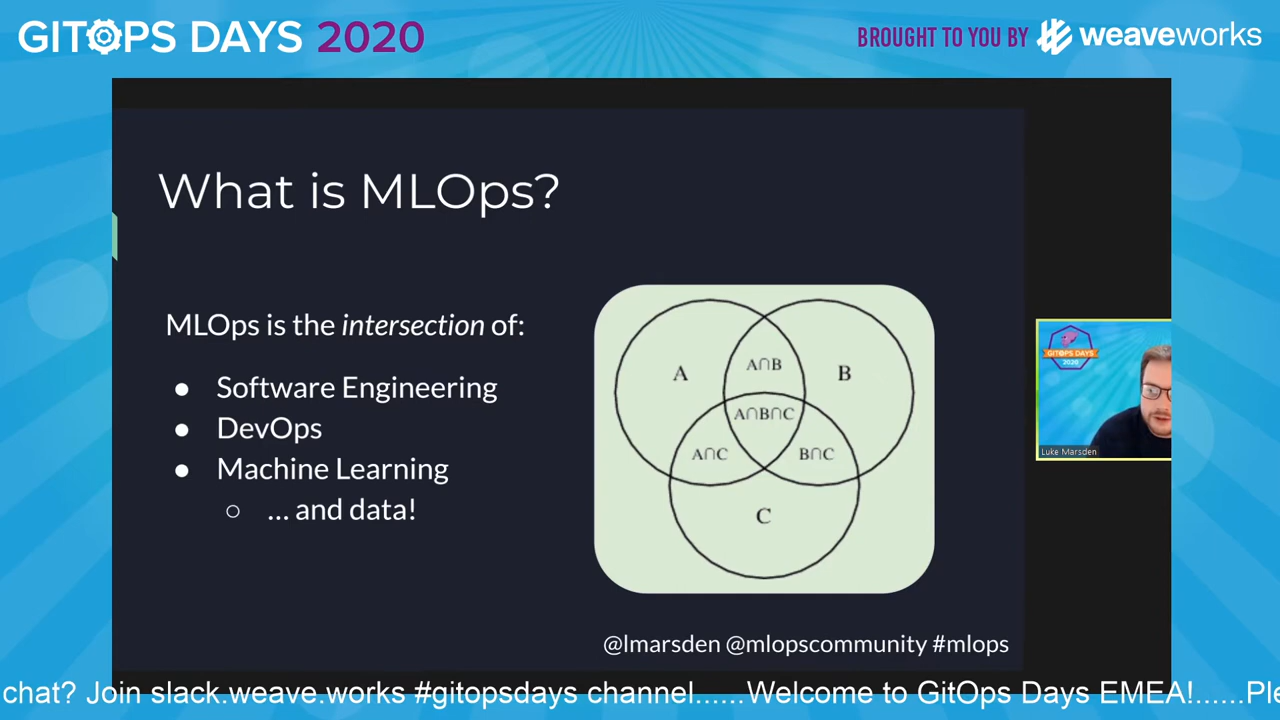 GITOPS DAYS 2020
BROUGHT TO YOU BY weaveworks
What is MLOps?
MLOps is the intersection of:
● Software Engineering
● DevOps
● Machine Learning
○ ... and data!
A
A∩B
B
A∩B∩C
A∩C
B∩C
C
GITOPS DAYS
2020
Luke Marsden
@lmarsden @mlopscommunity #mlops
chat? Join slack.weave.works #gitopsdays channel......Welcome to GitOps Days EMEA!......Ple